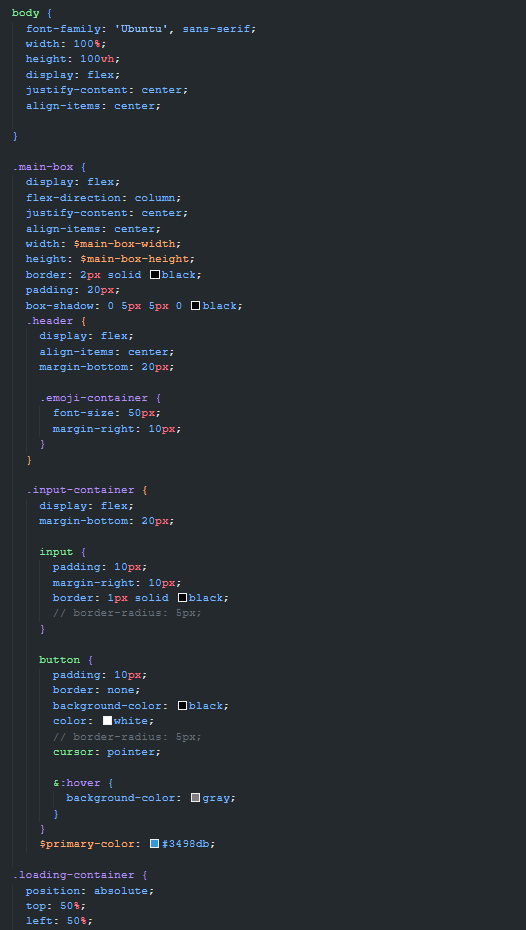 body {
font-family: 'Ubuntu', sans-serif;
width: 100%;
height: 100vh;
display: flex;
justify-content: center;
align-items: center;
}
.main-box {
display: flex;
flex-direction: column;
justify-content: center;
align-items: center;
width: $main-box-width;
height: $main-box-height;
border: 2px solid black;
padding: 20px;
box-shadow: 0 5px 5px 0 black;
.header {
display: flex;
align-items: center;
margin-bottom: 20px;
.emoji-container {
font-size: 50px;
margin-right: 10px;
}
}
.input-container {
display: flex;
margin-bottom: 20px;
input {
padding: 10px;
margin-right: 10px;
border: 1px solid black;
// border-radius: 5px;
}
button {
padding: 10px;
border: none;
background-color: black;
color: white;
// border-radius: 5px;
cursor: pointer;
&:hover {
background-color: gray;
}
}
$primary-color: #3498db;
.loading-container {
position: absolute;
top: 50%;
left: 50%;